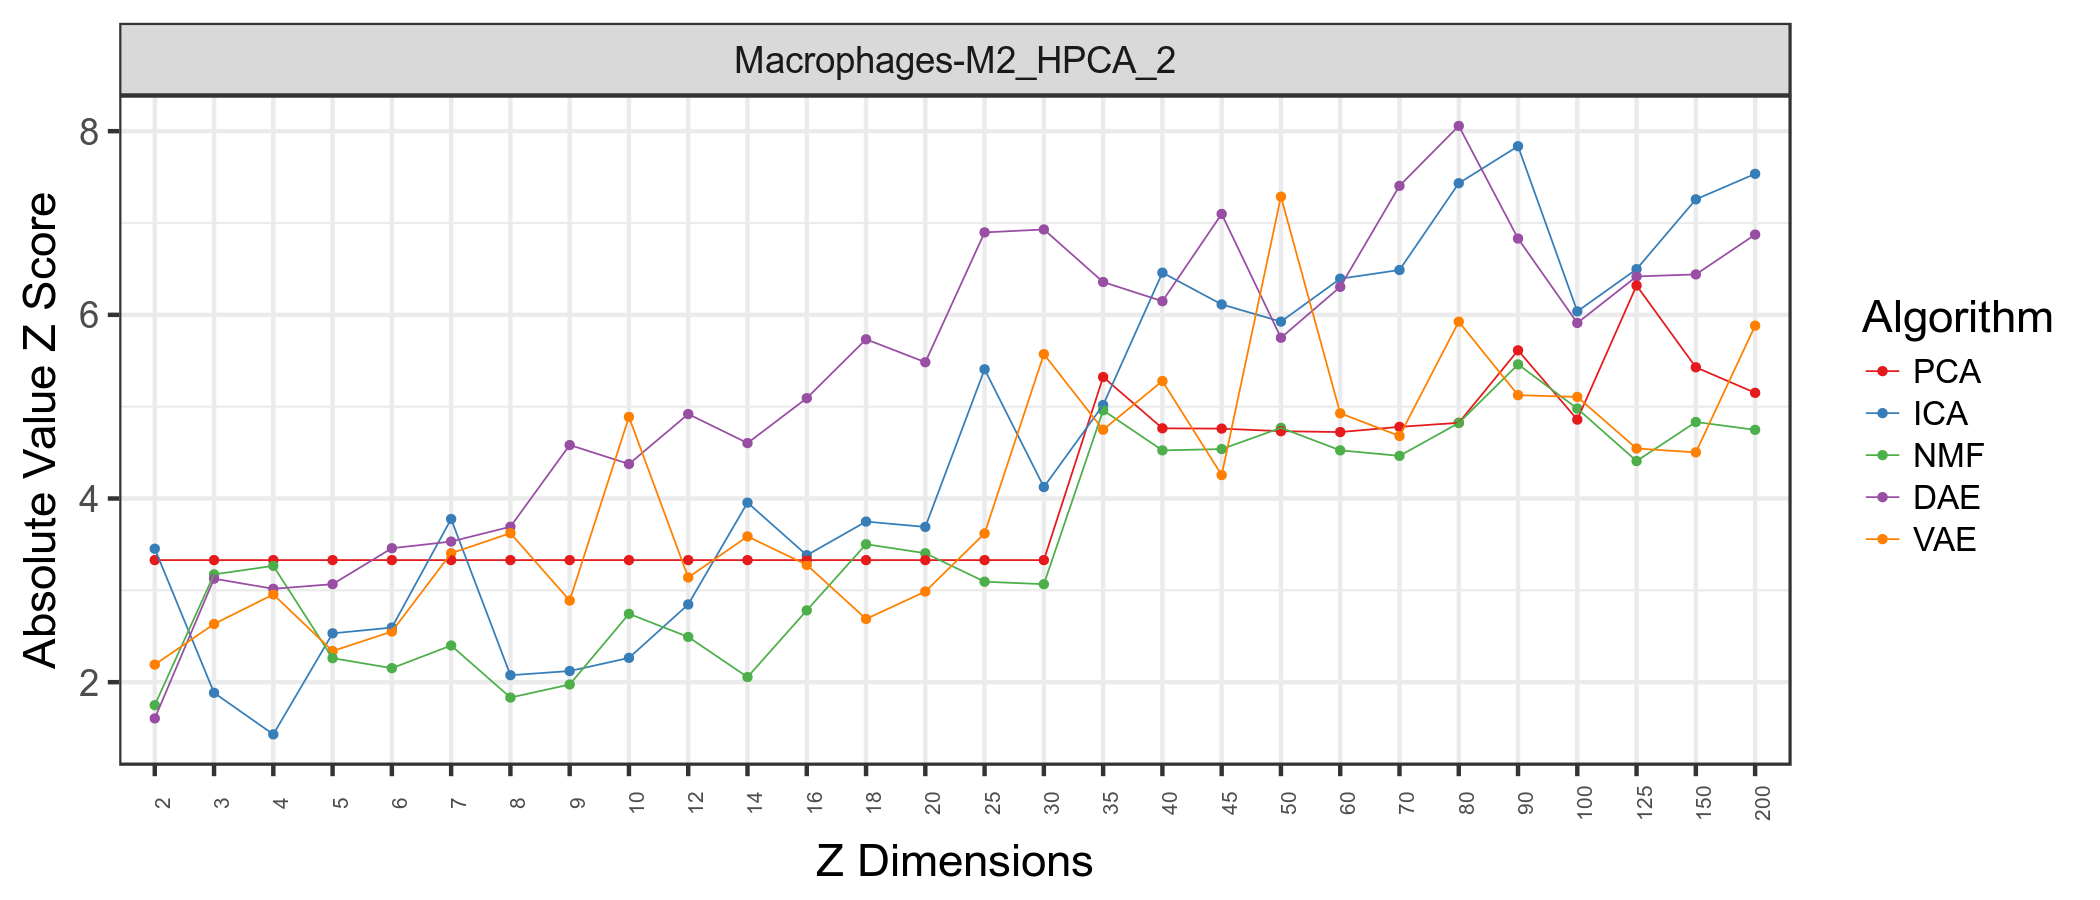 Macrophages-M2_HPCA_2
Absolute Value Z Score
8
6
4
2
2 3 4 5 6 7 8 9 10 12 14 16 18 20 25 30 35 40 45 50 60 70 80 90 100 125 150 200
Z Dimensions
Algorithm
PCA
ICA
NMF
DAE
VAE